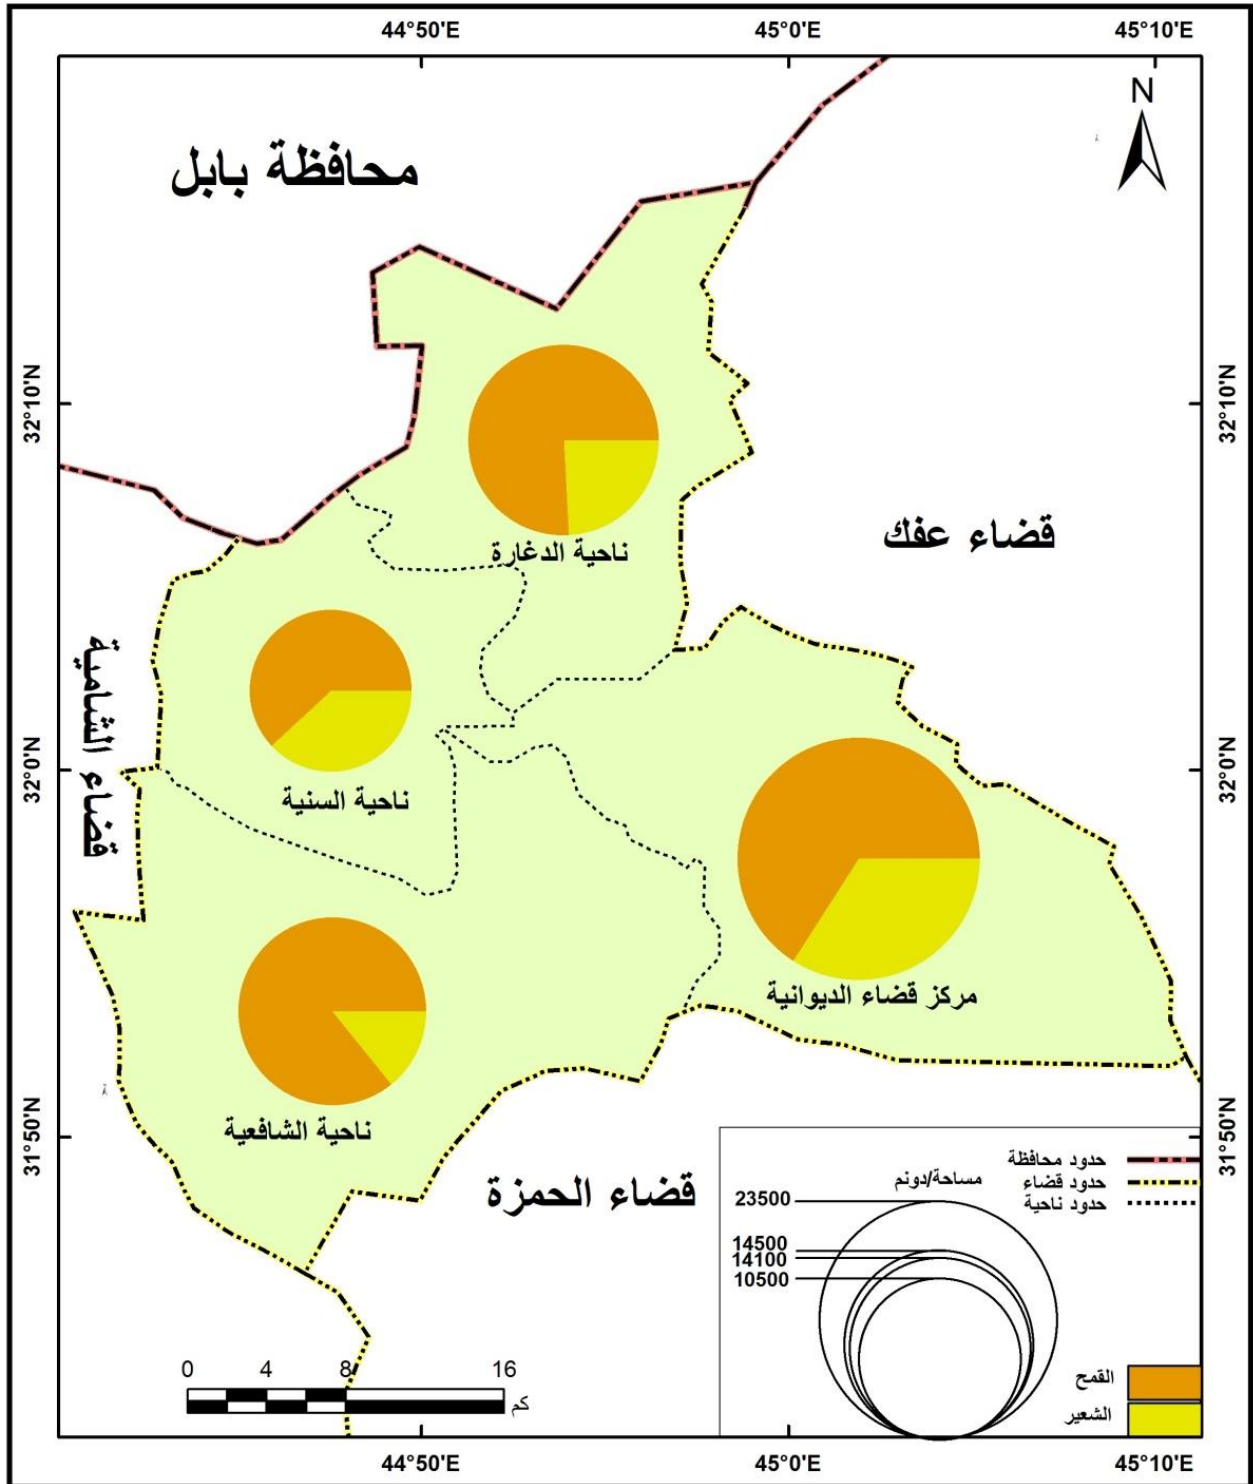 44°50'E
45°0'E
45°10'E
N
محافظة بابل
32°10'N
32°10'N
قضاء عفك
ناحية الدغارة
قضاء الشامية
32°0'N
32°0'N
ناحية السنية
مركز قضاء الديوانية
ناحية الشافعية
31°50'N
31°50'N
قضاء الحمزة
حدود محافظة
حدود قضاء
حدود ناحية
مساحة/دونم
23500
14500
14100
10500
القمح
الشعير
0 4 8 16
كم
44°50'E
45°0'E
45°10'E